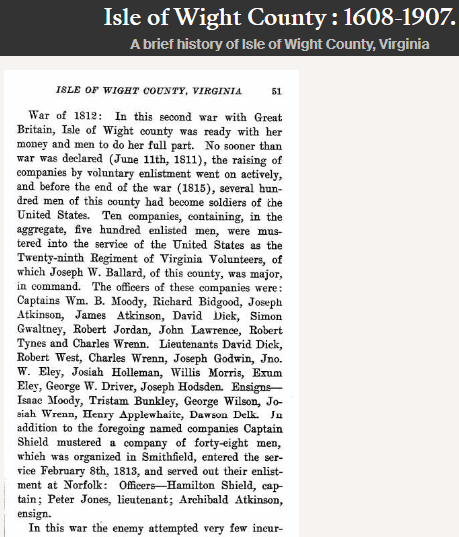 Isle of Wight County : 1608-1907.
A brief history of Isle of Wight County, Virginia
ISLE OF WIGHT COUNTY, VIRGINIA 51
War of 1812: In this second war with Great
Britain, Isle of Wight county was ready with her
money and men to do her full part. No sooner than
war was declared (June 11th, 1811), the raising of
companies by voluntary enlistment went on actively,
and before the end of the war (1815), several hun-
dred men of this county had become soldiers of the
United States. Ten companies, containing, in the
aggregate, five hundred enlisted men, were mus-
tered into the service of the United States as the
Twenty-ninth Regiment of Virginia Volunteers, of
which Joseph W. Ballard, of this county, was major,
in command. The officers of these companies were:
Captains Wm. B. Moody, Richard Bidgood, Joseph
Atkinson, James Atkinson, David Dick, Simon
Gwaltney, Robert Jordan, John Lawrence, Robert
Tynes and Charles Wrenn. Lieutenants David Dick,
Robert West, Charles Wrenn, Joseph Godwin, Jno.
W. Eley, Josiah Holleman, Willis Morris, Exum
Eley, George W. Driver, Joseph Hodsden. Ensigns—
Isaac Moody, Tristam Bunkley, George Wilson, Jo-
siah Wrenn, Henry Applewhaite, Dawson Delk. In
addition to the foregoing named companies Captain
Shield mustered a company of forty-eight men,
which was organized in Smithfield, entered the ser-
vice February 8th, 1813, and served out their enlist-
ment at Norfolk: Officers—Hamilton Shield, cap-
tain; Peter Jones, lieutenant; Archibald Atkinson,
ensign.
In this war the enemy attempted very few incur-